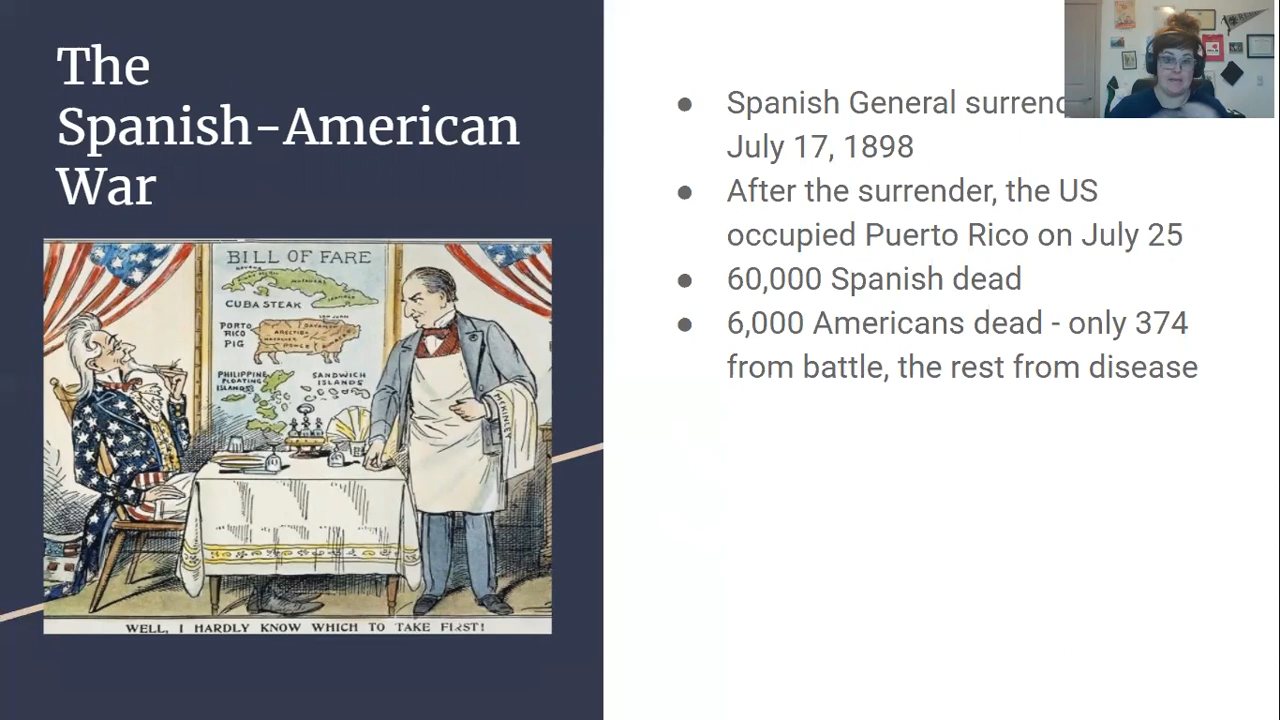 The
Spanish-American
War
Spanish General
July 17, 1898
After the surrender, the US
occupied Puerto Rico on July 25
60,000 Spanish dead
6,000 Americans dead - only 374
from battle, the rest from disease
BILL OF FARE
CUBA STEAK
PORTO
RICO
PIG
PHILIPPINE
FLOATING
ISLANDS
SANDWICH
ISLANDS
MCKINLEY
WELL, I HARDLY KNOW WHICH TO TAKE FIRST!